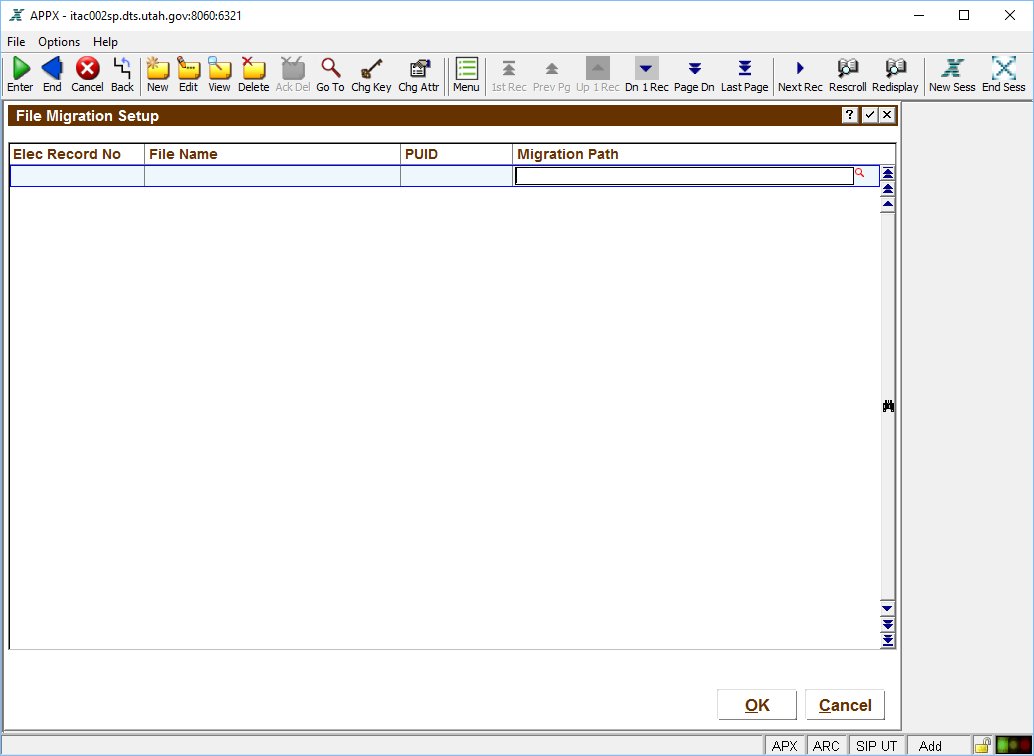 APPX - itac002sp.dts.utah.gov:8060:6321
File Options Help
Enter End Cancel Back New Edit View Delete Ack Del Go To Chg Key Chg Attr Menu 1st Rec Prev Pg Up 1 Rec Dn 1 Rec Page Dn Last Page Next Rec Rescroll Redisplay New Sess End Sess
File Migration Setup ?
Elec Record No File Name PUID Migration Path
OK Cancel
APX ARC SIP UT Add